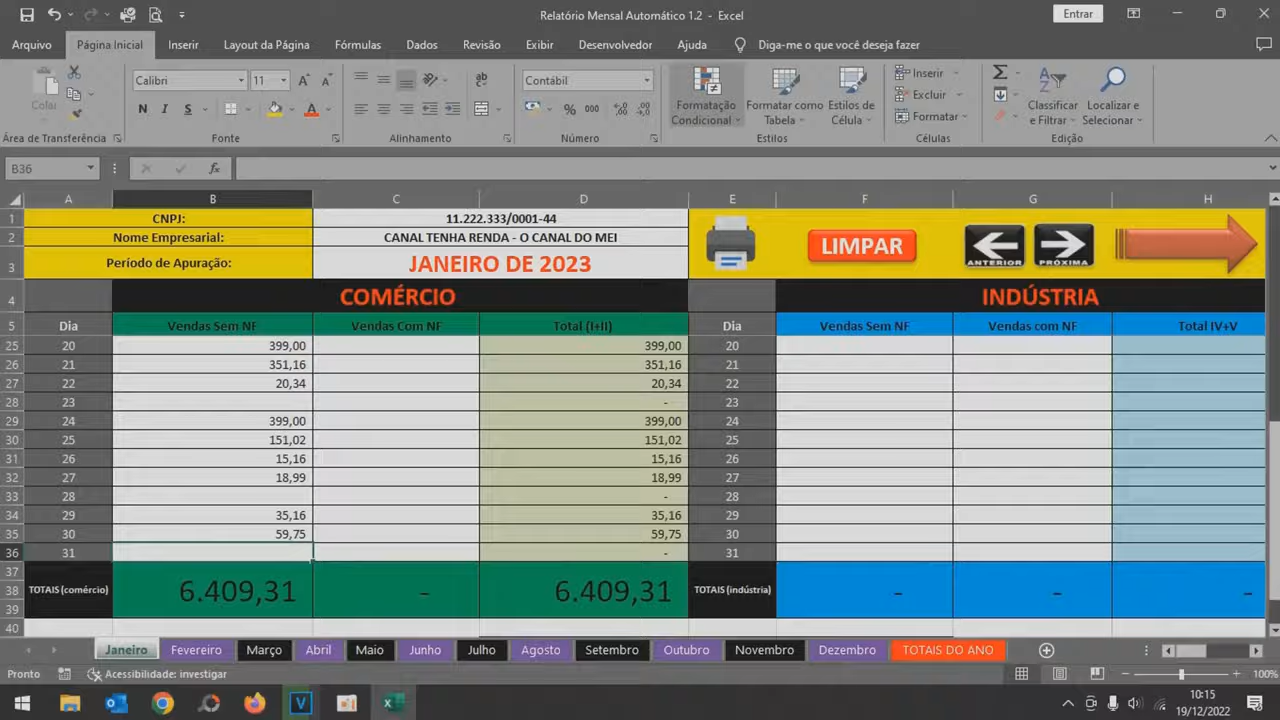 Relatório Mensal Automático 1.2 - Excel
Entrar
Arquivo Página Inicial Inserir Layout da Página Fórmulas Dados Revisão Exibir Desenvolvedor Ajuda Diga-me o que você deseja fazer
Colar
Calibri 11
N I S
Contábil
% 000
Formatação Condicional
Formatar como Tabela
Estilos de Célula
Inserir
Excluir
Formatar
Classificar e Filtrar
Localizar e Selecionar
Área de Transferência Fonte Alinhamento Número Estilos Células Edição
B36 fx
A B C D E F G H
1 CNPJ: 11.222.333/0001-44
2 Nome Empresarial: CANAL TENHA RENDA - O CANAL DO MEI
3 Período de Apuração: JANEIRO DE 2023
LIMPAR ANTERIOR PRÓXIMA
4 COMÉRCIO INDÚSTRIA
5 Dia Vendas Sem NF Vendas Com NF Total (I+II) Dia Vendas Sem NF Vendas com NF Total IV+V
25 20 399,00 399,00 20
26 21 351,16 351,16 21
27 22 20,34 20,34 22
28 23 - 23
29 24 399,00 399,00 24
30 25 151,02 151,02 25
31 26 15,16 15,16 26
32 27 18,99 18,99 27
33 28 - 28
34 29 35,16 35,16 29
35 30 59,75 59,75 30
36 31 - 31
37
38 TOTAIS (comércio) 6.409,31 - 6.409,31 TOTAIS (indústria) - - -
39
40
Janeiro Fevereiro Março Abril Maio Junho Julho Agosto Setembro Outubro Novembro Dezembro TOTAIS DO ANO
Pronto Acessibilidade: investigar 100%
10:15
19/12/2022